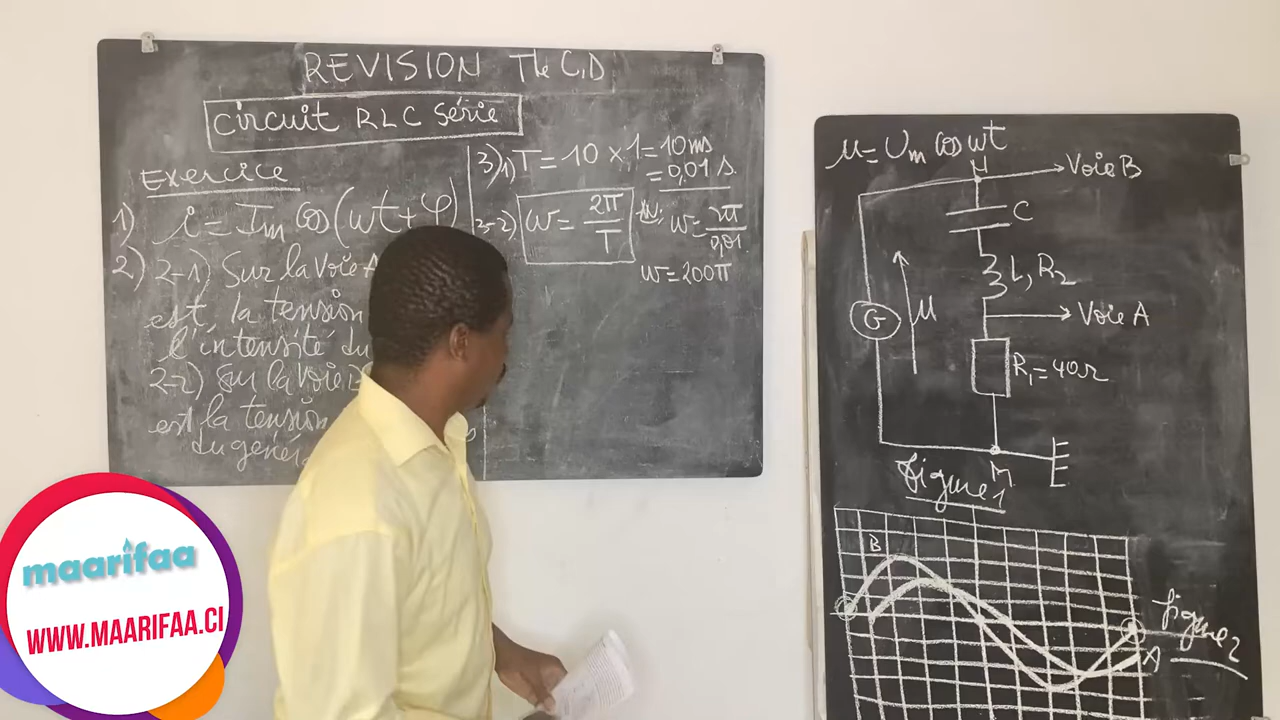 REVISION Tle C,D
Circuit RLC Série
Exercice
1) i = Im cos(ωt + φ)
2) 2-1) Sur la Voie A
est la tension
l'intensité du
2-2) Sur la Voie B
est la tension
du génér
3) 1) T = 10 × 1 = 10 ms
= 0,01 s.
3-2) ω = 2π/T AN: ω = 2π/0,01.
ω = 200π
u = Um cos ωt
Voie B
C
L, R2
G
u
Voie A
R1 = 40Ω
M
figure 1
B
figure 2
A
maarifaa
WWW.MAARIFAA.CI